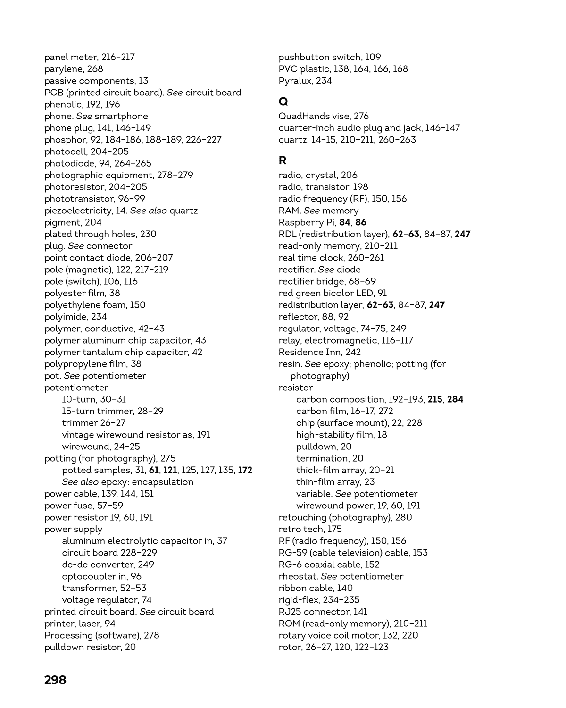 panel meter, 216–217
parylene, 268
passive components, 13
PCB (printed circuit board). See circuit board
phenolic, 192, 196
phone. See smartphone
phone plug, 141, 146–149
phosphor, 92, 184–186, 188–189, 226–227
photocell, 204–205
photodiode, 94, 264–265
photographic equipment, 278–279
photoresistor, 204–205
phototransistor, 96–99
piezoelectricity, 14. See also quartz
pigment, 204
plated through holes, 230
plug. See connector
point contact diode, 206–207
pole (magnetic), 122, 217–219
pole (switch), 106, 116
polyester film, 38
polyethylene foam, 150
polyimide, 234
polymer, conductive, 42–43
polymer aluminum chip capacitor, 43
polymer tantalum chip capacitor, 42
polypropylene film, 38
pot. See potentiometer
potentiometer
10-turn, 30–31
15-turn trimmer, 28–29
trimmer 26–27
vintage wirewound resistor as, 191
wirewound, 24–25
potting (for photography), 275
potted samples, 31, 61, 121, 125, 127, 135, 172
See also epoxy; encapsulation
power cable, 139, 144, 151
power fuse, 57–59
power resistor 19, 60, 191
power supply
aluminum electrolytic capacitor in, 37
circuit board 228–229
dc-dc converter, 249
optocoupler in, 96
transformer, 52–53
voltage regulator, 74
printed circuit board. See circuit board
printer, laser, 94
Processing (software), 278
pulldown resistor, 20
pushbutton switch, 109
PVC plastic, 138, 164, 166, 168
Pyralux, 234
Q
QuadHands vise, 276
quarter-inch audio plug and jack, 146–147
quartz 14–15, 210–211, 260–263
R
radio, crystal, 206
radio, transistor 198
radio frequency (RF), 150, 156
RAM. See memory
Raspberry Pi, 84, 86
RDL (redistribution layer), 62–63, 84–87, 247
read-only memory, 210–211
real time clock, 260–261
rectifier. See diode
rectifier bridge, 68–69
red green bicolor LED, 91
redistribution layer, 62–63, 84–87, 247
reflector, 88, 92
regulator, voltage, 74–75, 249
relay, electromagnetic, 116–117
Residence Inn, 242
resin. See epoxy; phenolic; potting (for
photography)
resistor
carbon composition, 192–193, 215, 284
carbon film, 16–17, 272
chip (surface mount), 22, 228
high-stability film, 18
pulldown, 20
termination, 20
thick-film array, 20–21
thin-film array, 23
variable. See potentiometer
wirewound power, 19, 60, 191
retouching (photography), 280
retro tech, 175
RF (radio frequency), 150, 156
RG-59 (cable television) cable, 153
RG-6 coaxial cable, 152
rheostat. See potentiometer
ribbon cable, 140
rigid-flex, 234–235
RJ25 connector, 141
ROM (read-only memory), 210–211
rotary voice coil motor, 132, 220
rotor, 26–27, 120, 122–123
298